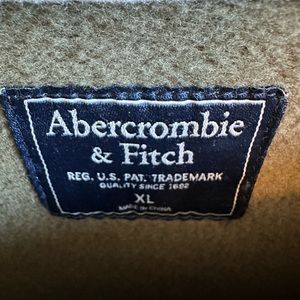 Abercrombie
& Fitch
REG. U.S. PAT. TRADEMARK
QUALITY SINCE 1892
XL
MADE IN CHINA